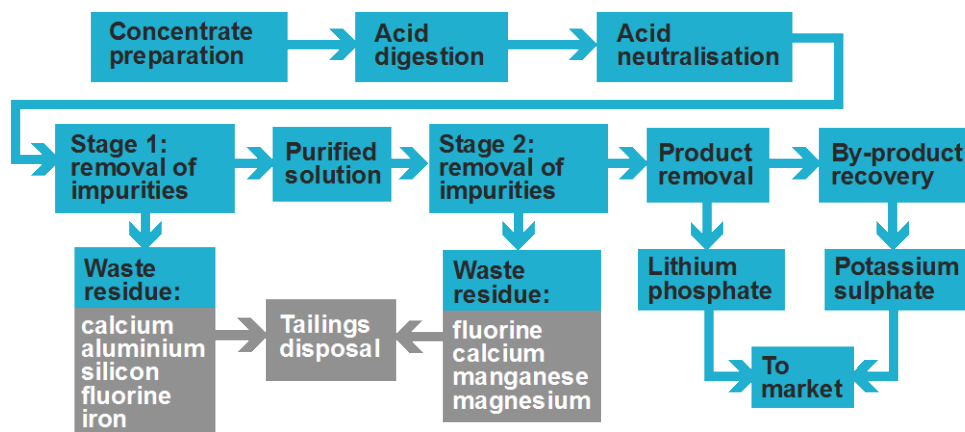 Concentrate
preparation
Acid
digestion
Acid
neutralisation
Stage 1:
removal of
impurities
Purified
solution
Stage 2:
removal of
impurities
Product
removal
By-product
recovery
Waste
residue:
calcium
aluminium
silicon
fluorine
iron
Tailings
disposal
Waste
residue:
fluorine
calcium
manganese
magnesium
Lithium
phosphate
Potassium
sulphate
To
market